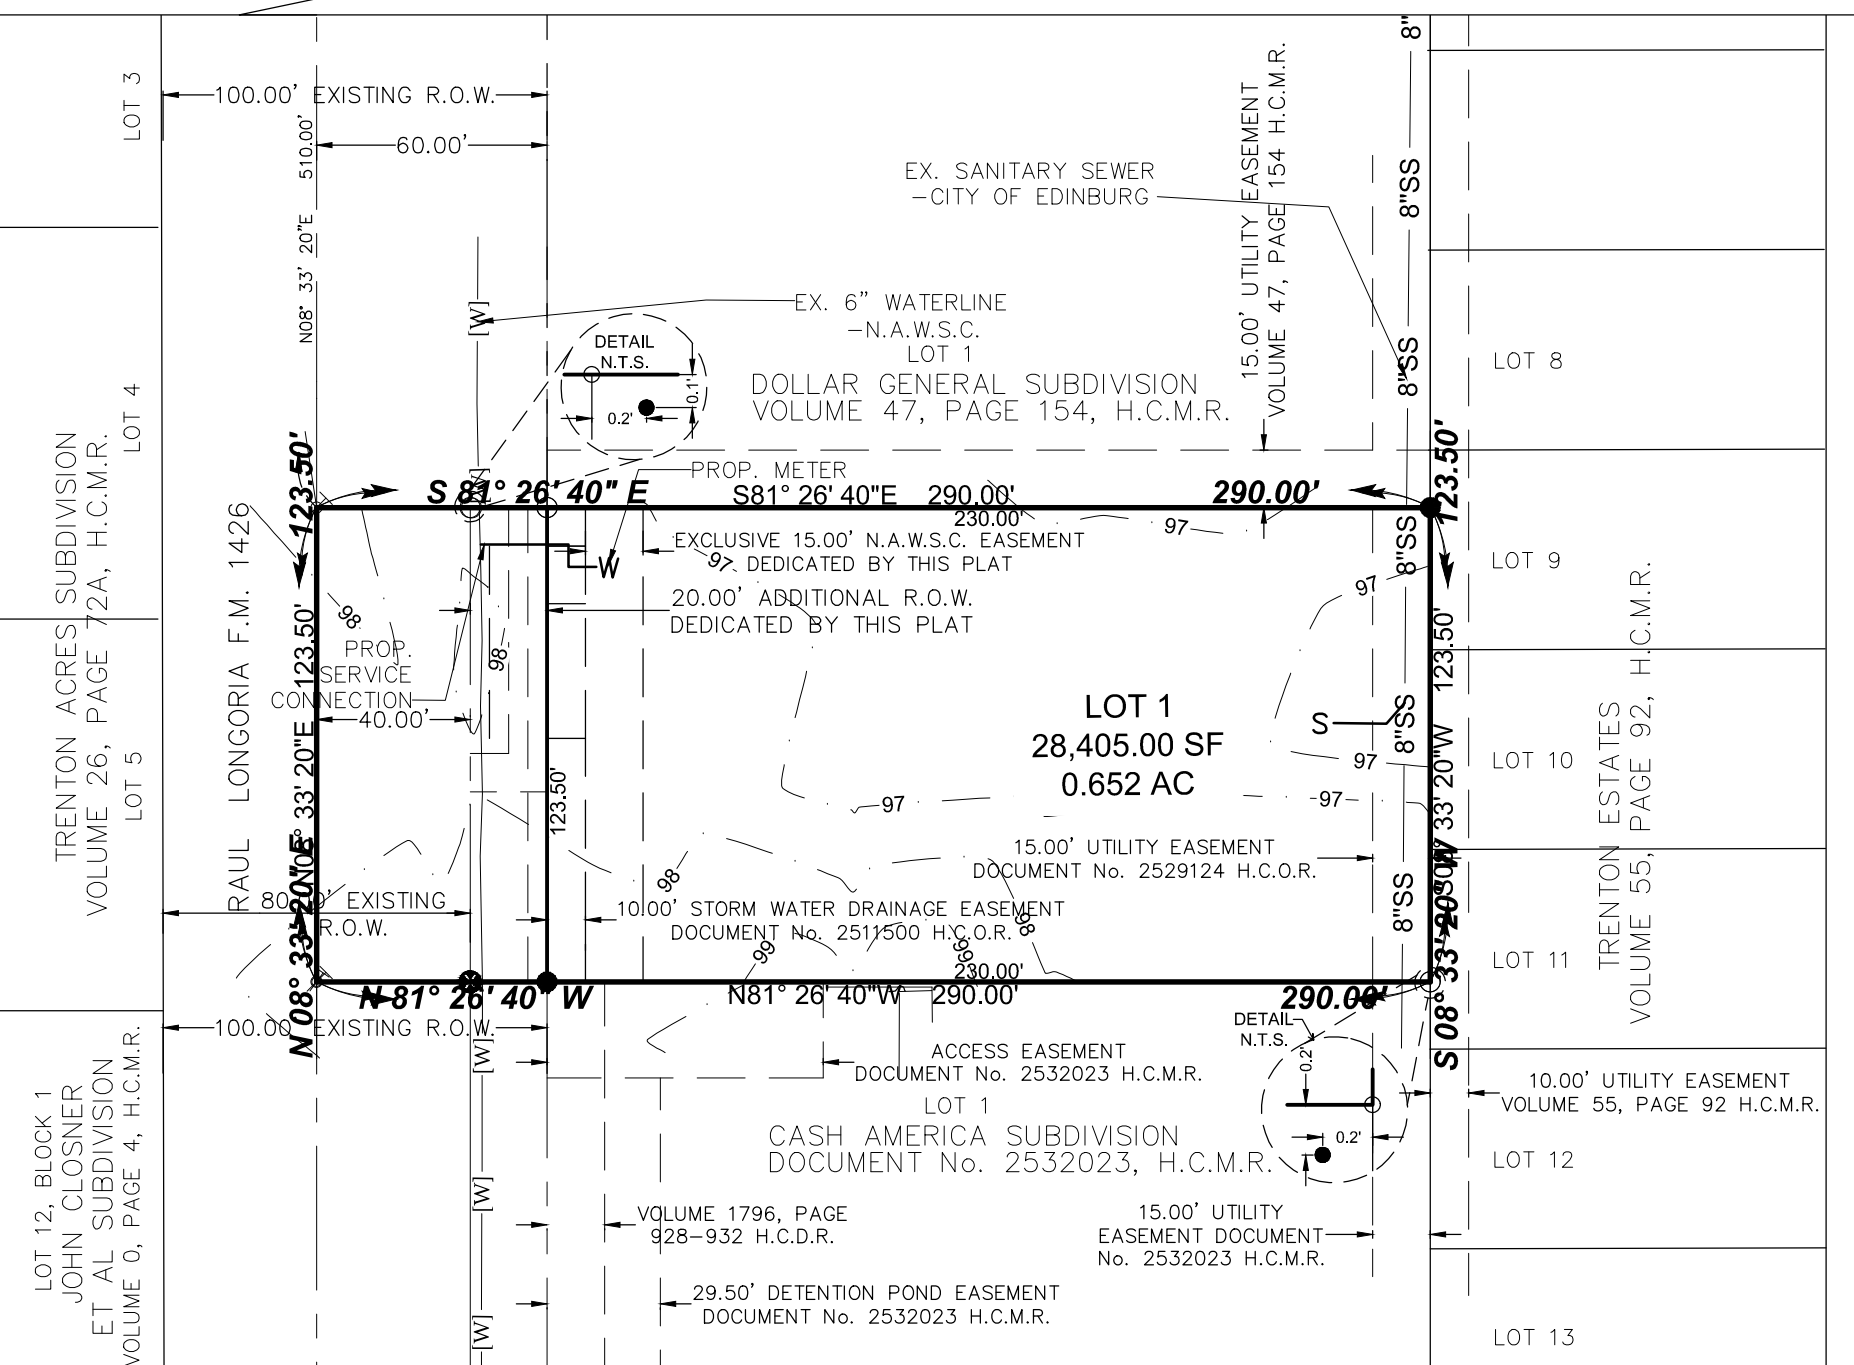 LOT 3
100.00' EXISTING R.O.W.
60.00'
N08° 33' 20"E 510.00'
EX. SANITARY SEWER
-CITY OF EDINBURG
15.00' UTILITY EASEMENT
VOLUME 47, PAGE 154 H.C.M.R.
8"
8"SS
8"SS
8"SS
8"SS
8"SS
[W]
EX. 6" WATERLINE
-N.A.W.S.C.
DETAIL
N.T.S.
0.1'
0.2'
LOT 1
DOLLAR GENERAL SUBDIVISION
VOLUME 47, PAGE 154, H.C.M.R.
LOT 8
LOT 4
TRENTON ACRES SUBDIVISION
VOLUME 26, PAGE 72A, H.C.M.R.
LOT 5
RAUL LONGORIA F.M. 1426
123.50'
S 81° 26' 40" E
[W]
PROP. METER
S81° 26' 40"E 290.00'
290.00'
230.00'
123.50'
97
97
97
EXCLUSIVE 15.00' N.A.W.S.C. EASEMENT
DEDICATED BY THIS PLAT
W
20.00' ADDITIONAL R.O.W.
DEDICATED BY THIS PLAT
LOT 9
98
98
PROP.
SERVICE
CONNECTION
40.00'
N08° 33' 20"E 123.50'
N 08° 33' 20" E
123.50'
LOT 1
28,405.00 SF
0.652 AC
S
97
97
97
S08° 33' 20"W 123.50'
S 08° 33' 20" W
LOT 10
TRENTON ESTATES
VOLUME 55, PAGE 92, H.C.M.R.
15.00' UTILITY EASEMENT
DOCUMENT No. 2529124 H.C.O.R.
98
98
99
99
80.00' EXISTING
R.O.W.
10.00' STORM WATER DRAINAGE EASEMENT
DOCUMENT No. 2511500 H.C.O.R.
LOT 11
230.00'
N 81° 26' 40" W
N81° 26' 40"W 290.00'
290.00'
100.00' EXISTING R.O.W.
[W]
ACCESS EASEMENT
DOCUMENT No. 2532023 H.C.M.R.
DETAIL
N.T.S.
0.2'
0.2'
LOT 1
CASH AMERICA SUBDIVISION
DOCUMENT No. 2532023, H.C.M.R.
10.00' UTILITY EASEMENT
VOLUME 55, PAGE 92 H.C.M.R.
LOT 12
LOT 12, BLOCK 1
JOHN CLOSNER
ET AL SUBDIVISION
VOLUME 0, PAGE 4, H.C.M.R.
[W]
VOLUME 1796, PAGE
928-932 H.C.D.R.
15.00' UTILITY
EASEMENT DOCUMENT
No. 2532023 H.C.M.R.
29.50' DETENTION POND EASEMENT
DOCUMENT No. 2532023 H.C.M.R.
[W]
LOT 13